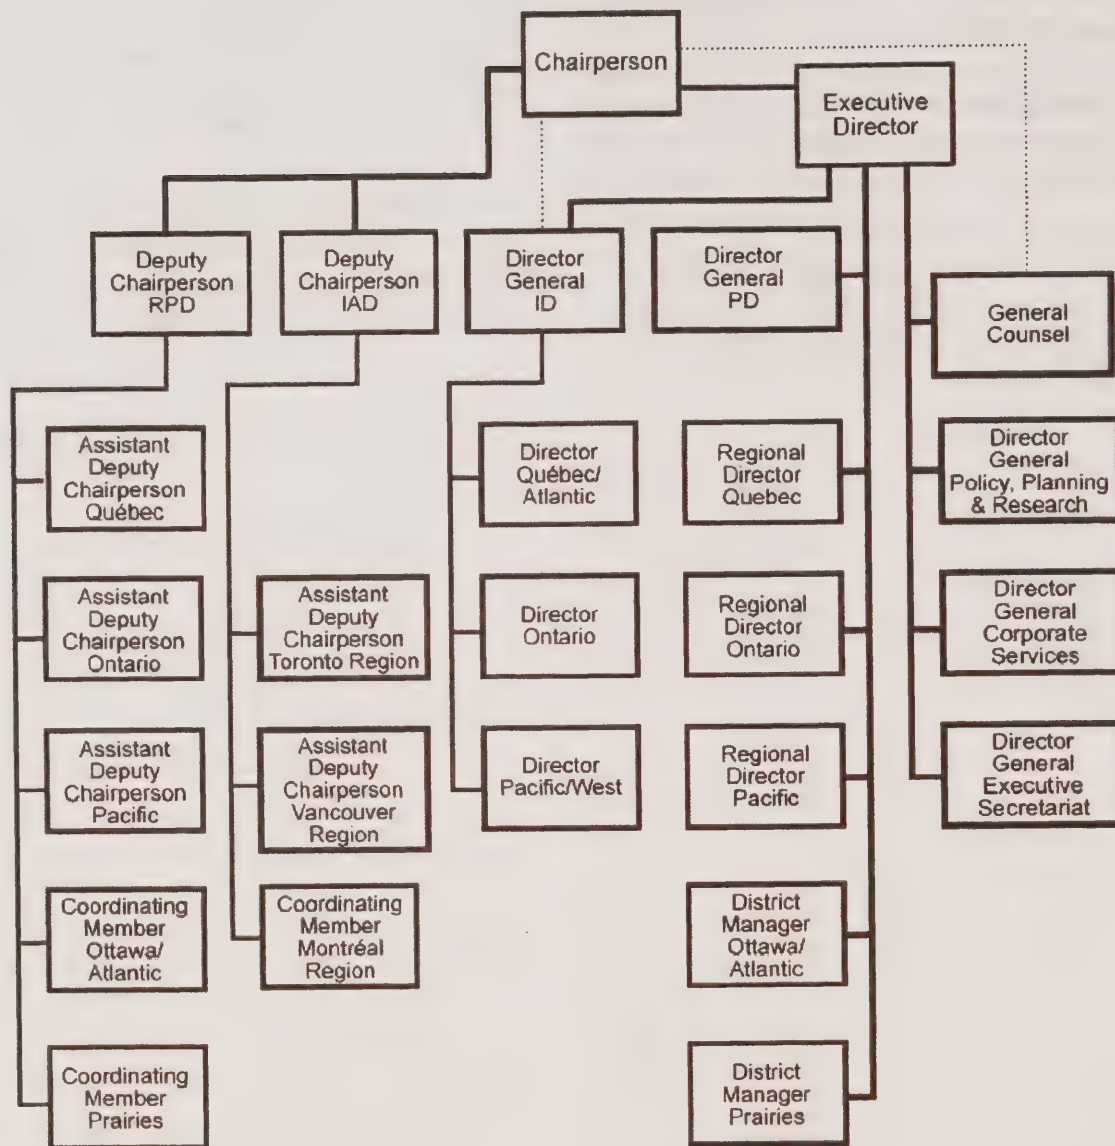 Chairperson
Executive
Director
Deputy
Chairperson
RPD
Deputy
Chairperson
IAD
Director
General
ID
Director
General
PD
General
Counsel
Assistant
Deputy
Chairperson
Québec
Director
Québec/
Atlantic
Regional
Director
Quebec
Director
General
Policy, Planning
& Research
Assistant
Deputy
Chairperson
Ontario
Assistant
Deputy
Chairperson
Toronto Region
Director
Ontario
Regional
Director
Ontario
Director
General
Corporate
Services
Assistant
Deputy
Chairperson
Pacific
Assistant
Deputy
Chairperson
Vancouver
Region
Director
Pacific/West
Regional
Director
Pacific
Director
General
Executive
Secretariat
Coordinating
Member
Ottawa/
Atlantic
Coordinating
Member
Montréal
Region
District
Manager
Ottawa/
Atlantic
Coordinating
Member
Prairies
District
Manager
Prairies